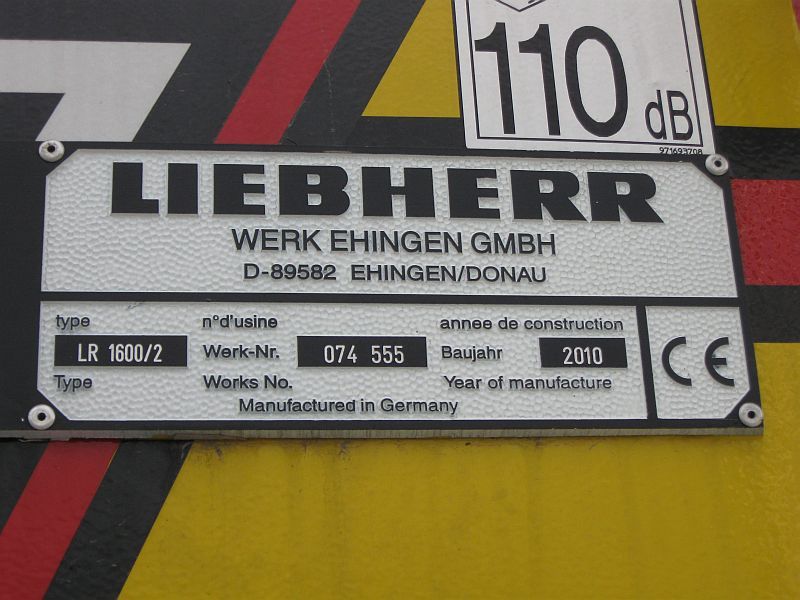 110 dB
971693708
LIEBHERR
WERK EHINGEN GMBH
D-89582 EHINGEN/DONAU
type n°d'usine annee de construction
LR 1600/2 Werk-Nr. 074 555 Baujahr 2010
Type Works No. Year of manufacture
Manufactured in Germany
CE